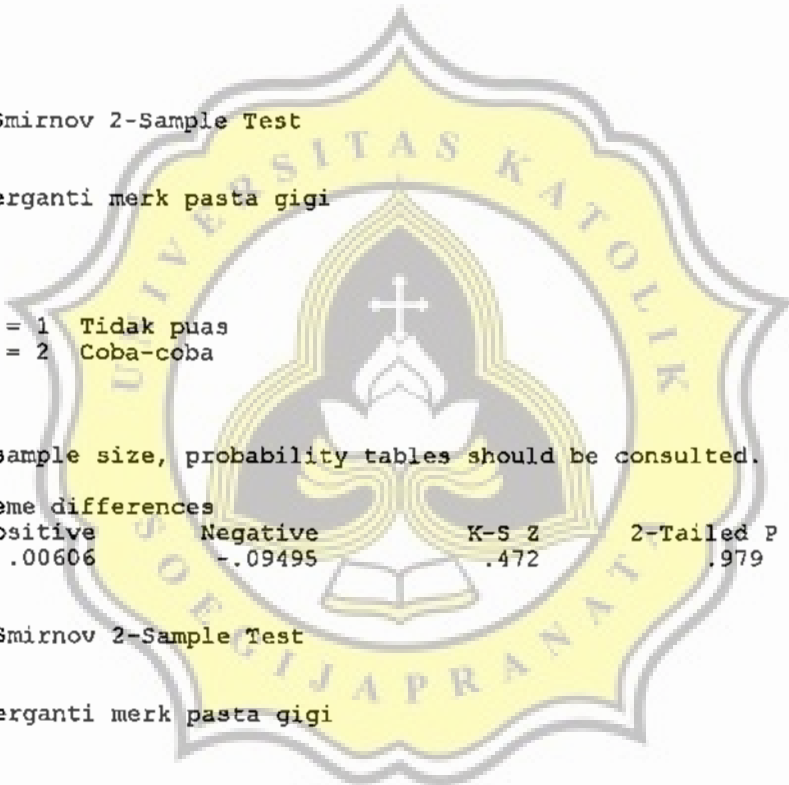 Smirnov 2-Sample Test
erganti merk pasta gigi
= 1 Tidak puas
= 2 Coba-coba
sample size, probability tables should be consulted.
eme differences
ositive Negative K-S Z 2-Tailed P
.00606 -.09495 .472 .979
Smirnov 2-Sample Test
erganti merk pasta gigi
UNIVERSITAS KATOLIK
SOEGIJAPRANATA